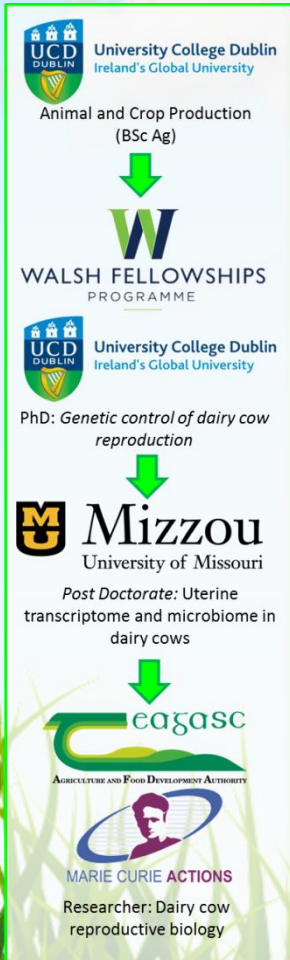 UCD
DUBLIN
University College Dublin
Ireland's Global University
Animal and Crop Production
(BSc Ag)
W
WALSH FELLOWSHIPS
PROGRAMME
UCD
DUBLIN
University College Dublin
Ireland's Global University
PhD: Genetic control of dairy cow
reproduction
MU
Mizzou
University of Missouri
Post Doctorate: Uterine
transcriptome and microbiome in
dairy cows
Teagasc
AGRICULTURE AND FOOD DEVELOPMENT AUTHORITY
MARIE CURIE ACTIONS
Researcher: Dairy cow
reproductive biology